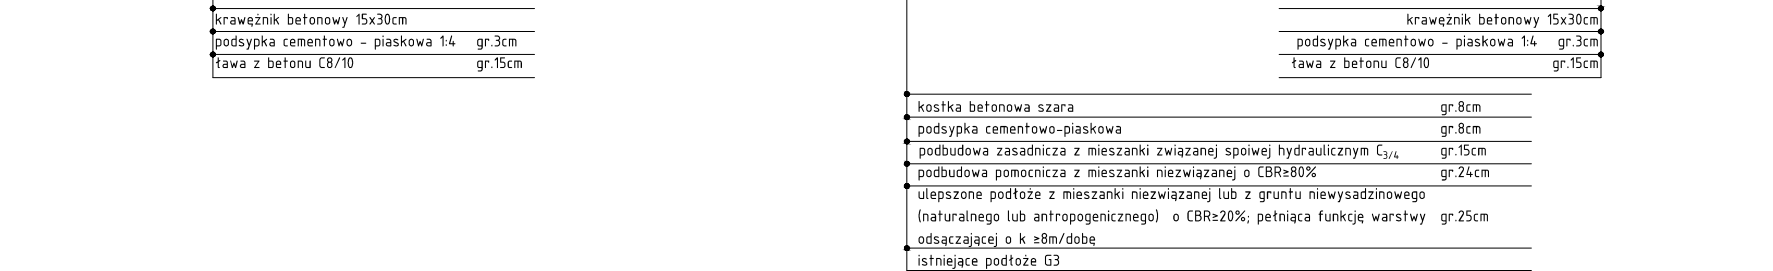 krawężnik betonowy 15x30cm
podsypka cementowo - piaskowa 1:4 gr.3cm
ława z betonu C8/10 gr.15cm
krawężnik betonowy 15x30cm
podsypka cementowo - piaskowa 1:4 gr.3cm
ława z betonu C8/10 gr.15cm
kostka betonowa szara gr.8cm
podsypka cementowo-piaskowa gr.8cm
podbudowa zasadnicza z mieszanki związanej spoiwej hydraulicznym C3/4 gr.15cm
podbudowa pomocnicza z mieszanki niezwiązanej o CBR≥80% gr.24cm
ulepszone podłoże z mieszanki niezwiązanej lub z gruntu niewysadzinowego
(naturalnego lub antropogenicznego) o CBR≥20%; pełniąca funkcję warstwy gr.25cm
odsączającej o k ≥8m/dobę
istniejące podłoże G3